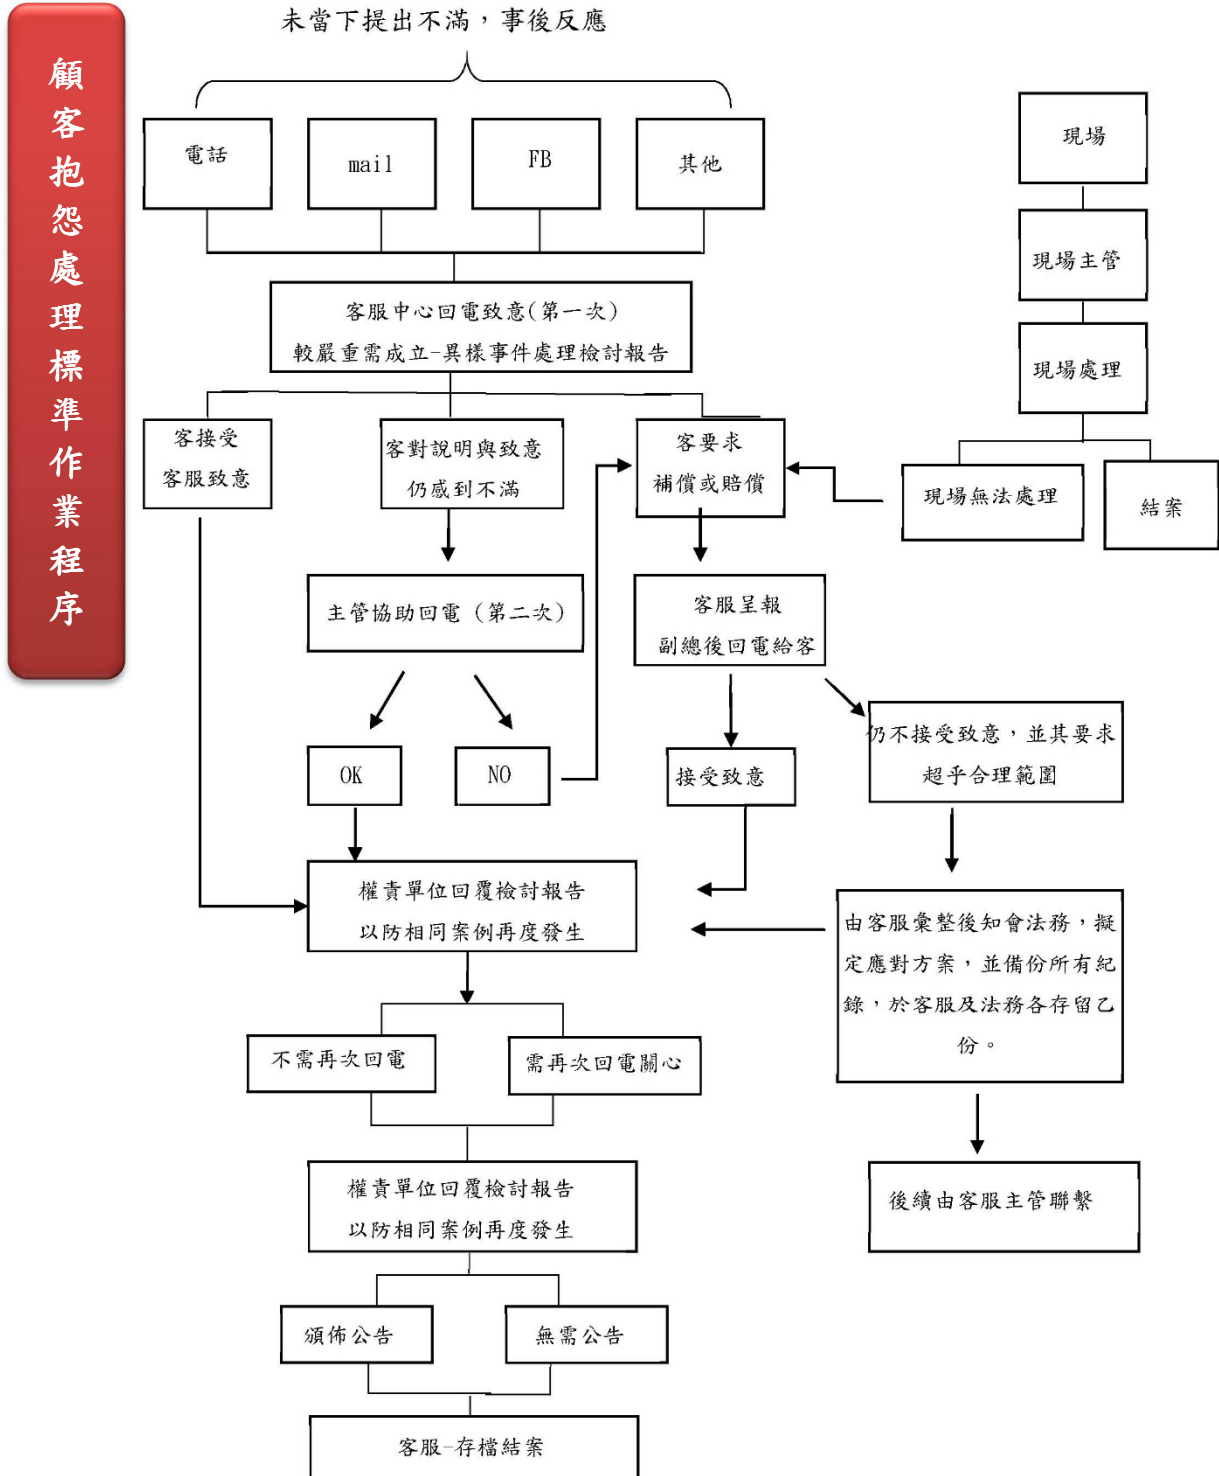 顧客抱怨處理標準作業程序
未當下提出不滿，事後反應
電話
mail
FB
其他
現場
現場主管
現場處理
客服中心回電致意(第一次)
較嚴重需成立-異樣事件處理檢討報告
客接受
客服致意
客對說明與致意
仍感到不滿
客要求
補償或賠償
現場無法處理
結案
主管協助回電 (第二次)
客服呈報
副總後回電給客
OK
NO
接受致意
仍不接受致意，並其要求
超乎合理範圍
權責單位回覆檢討報告
以防相同案例再度發生
由客服彙整後知會法務，擬
定應對方案，並備份所有紀
錄，於客服及法務各存留乙
份。
不需再次回電
需再次回電關心
權責單位回覆檢討報告
以防相同案例再度發生
後續由客服主管聯繫
頒佈公告
無需公告
客服-存檔結案